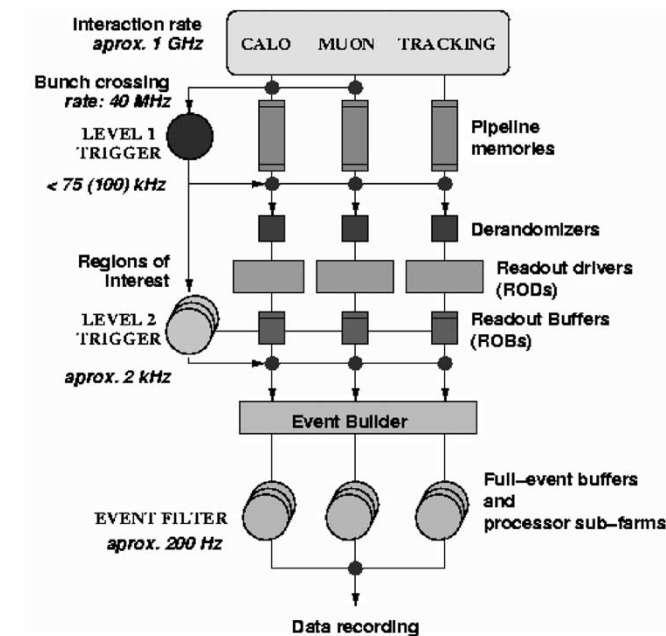 Interaction rate
aprox. 1 GHz
CALO MUON TRACKING
Bunch crossing
rate: 40 MHz
LEVEL 1
TRIGGER
Pipeline
memories
< 75 (100) kHz
Derandomizers
Regions of
Interest
Readout drivers
(RODs)
LEVEL 2
TRIGGER
Readout Buffers
(ROBs)
aprox. 2 kHz
Event Builder
Full-event buffers
and
processor sub-farms
EVENT FILTER
aprox. 200 Hz
Data recording